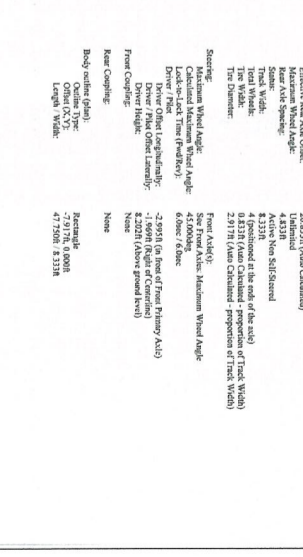 Maximum Wheel Angle: Unlimited
Rear Axle Spacing: 4.833ft
Status: Active Non Self-Steered
Track Width: 8.333ft
Total Wheels: 4 (positioned at the ends of the axle)
Tire Width: 0.833ft (Auto Calculated - proportion of Track Width)
Tire Diameter: 2.917ft (Auto Calculated - proportion of Track Width)
Steering: Front Axle(s):
Maximum Wheel Angle: 45.000deg
Calculated Maximum Wheel Angle: See Front Axles: Maximum Wheel Angle
Lock-to-Lock Time (Fwd/Rev): 6.0sec / 6.0sec
Driver / Pilot
Driver Offset Longitudinally: -2.995ft (in front of Front Primary Axle)
Driver / Pilot Offset Laterally: -1.969ft (Right of Centerline)
Driver Height: 8.202ft (Above ground level)
Front Coupling: None
Rear Coupling: None
Body outline (plan):
Outline Type: Rectangle
Offset (X,Y): -7.917ft, 0.000ft
Length / Width: 47.750ft / 8.333ft